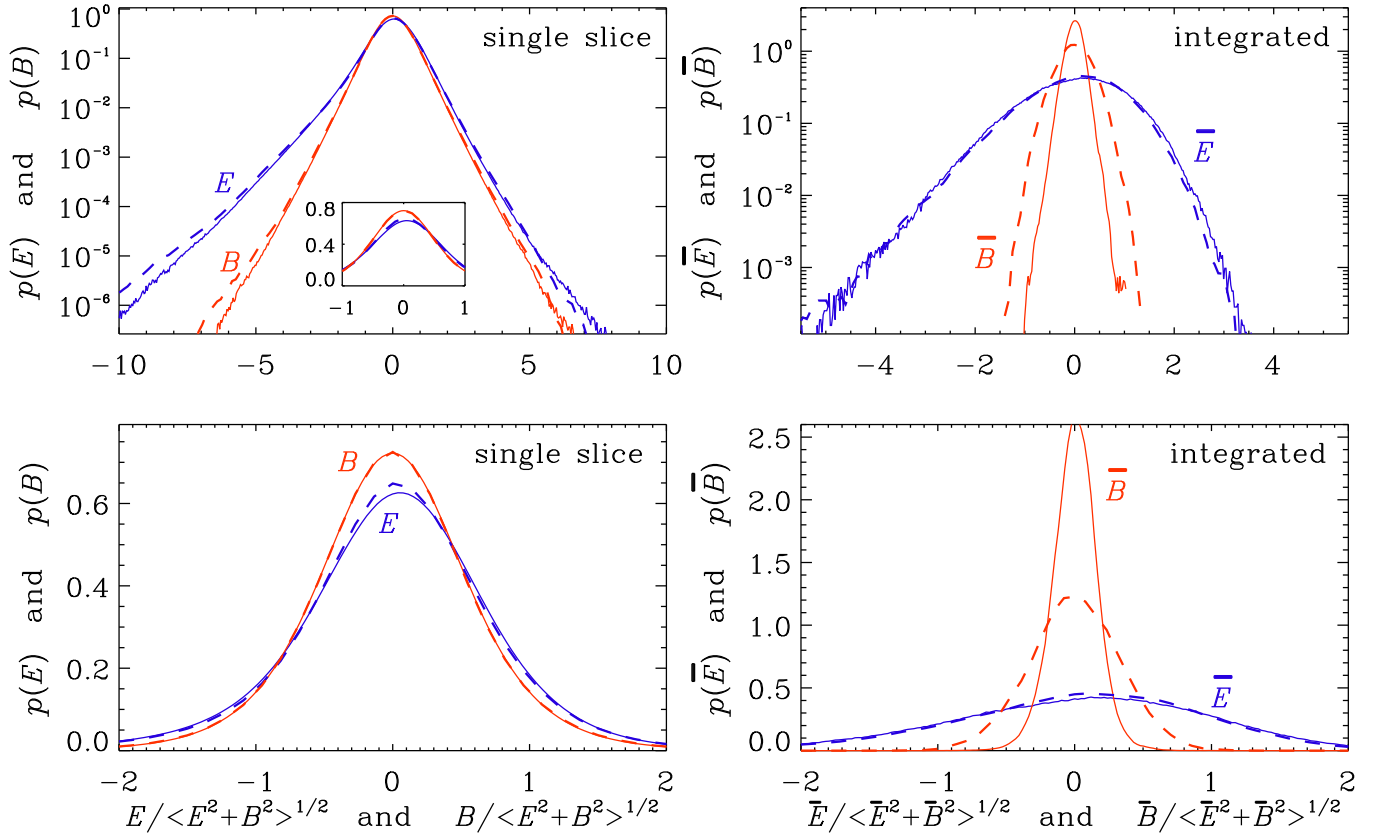 single slice
p(E) and p(B)
10⁰
10⁻¹
10⁻²
10⁻³
10⁻⁴
10⁻⁵
10⁻⁶
E
B
0.8
0.4
0.0
−1 0 1
−10 −5 0 5 10
integrated
p(E̅) and p(B̅)
10⁰
10⁻¹
10⁻²
10⁻³
E̅
B̅
−4 −2 0 2 4
single slice
p(E) and p(B)
0.6
0.4
0.2
0.0
B
E
−2 −1 0 1 2
E/<E²+B²>¹/² and B/<E²+B²>¹/²
integrated
p(E̅) and p(B̅)
2.5
2.0
1.5
1.0
0.5
0.0
B̅
E̅
−2 −1 0 1 2
E̅/<E̅²+B̅²>¹/² and B̅/<E̅²+B̅²>¹/²